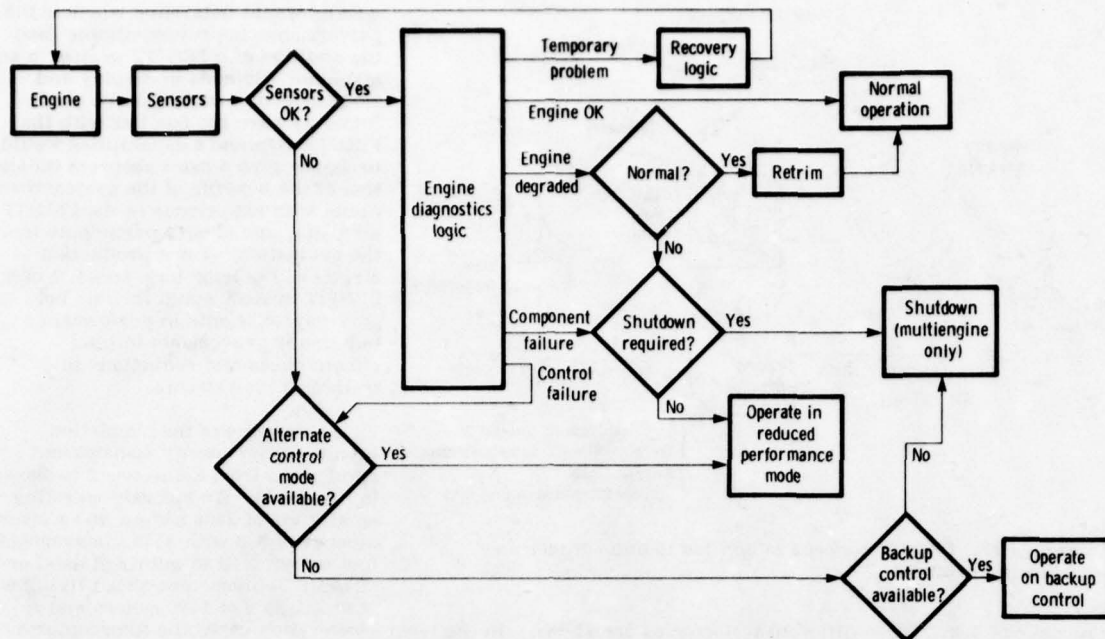 Temporary
problem
Recovery
logic
Engine
Sensors
Sensors
OK?
Yes
Engine OK
Normal
operation
No
Engine
degraded
Normal?
Yes
Retrim
Engine
diagnostics
logic
No
Component
failure
Shutdown
required?
Yes
Shutdown
(multiengine
only)
Control
failure
No
Alternate
control
mode
available?
Yes
Operate in
reduced
performance
mode
No
No
Backup
control
available?
Yes
Operate
on backup
control